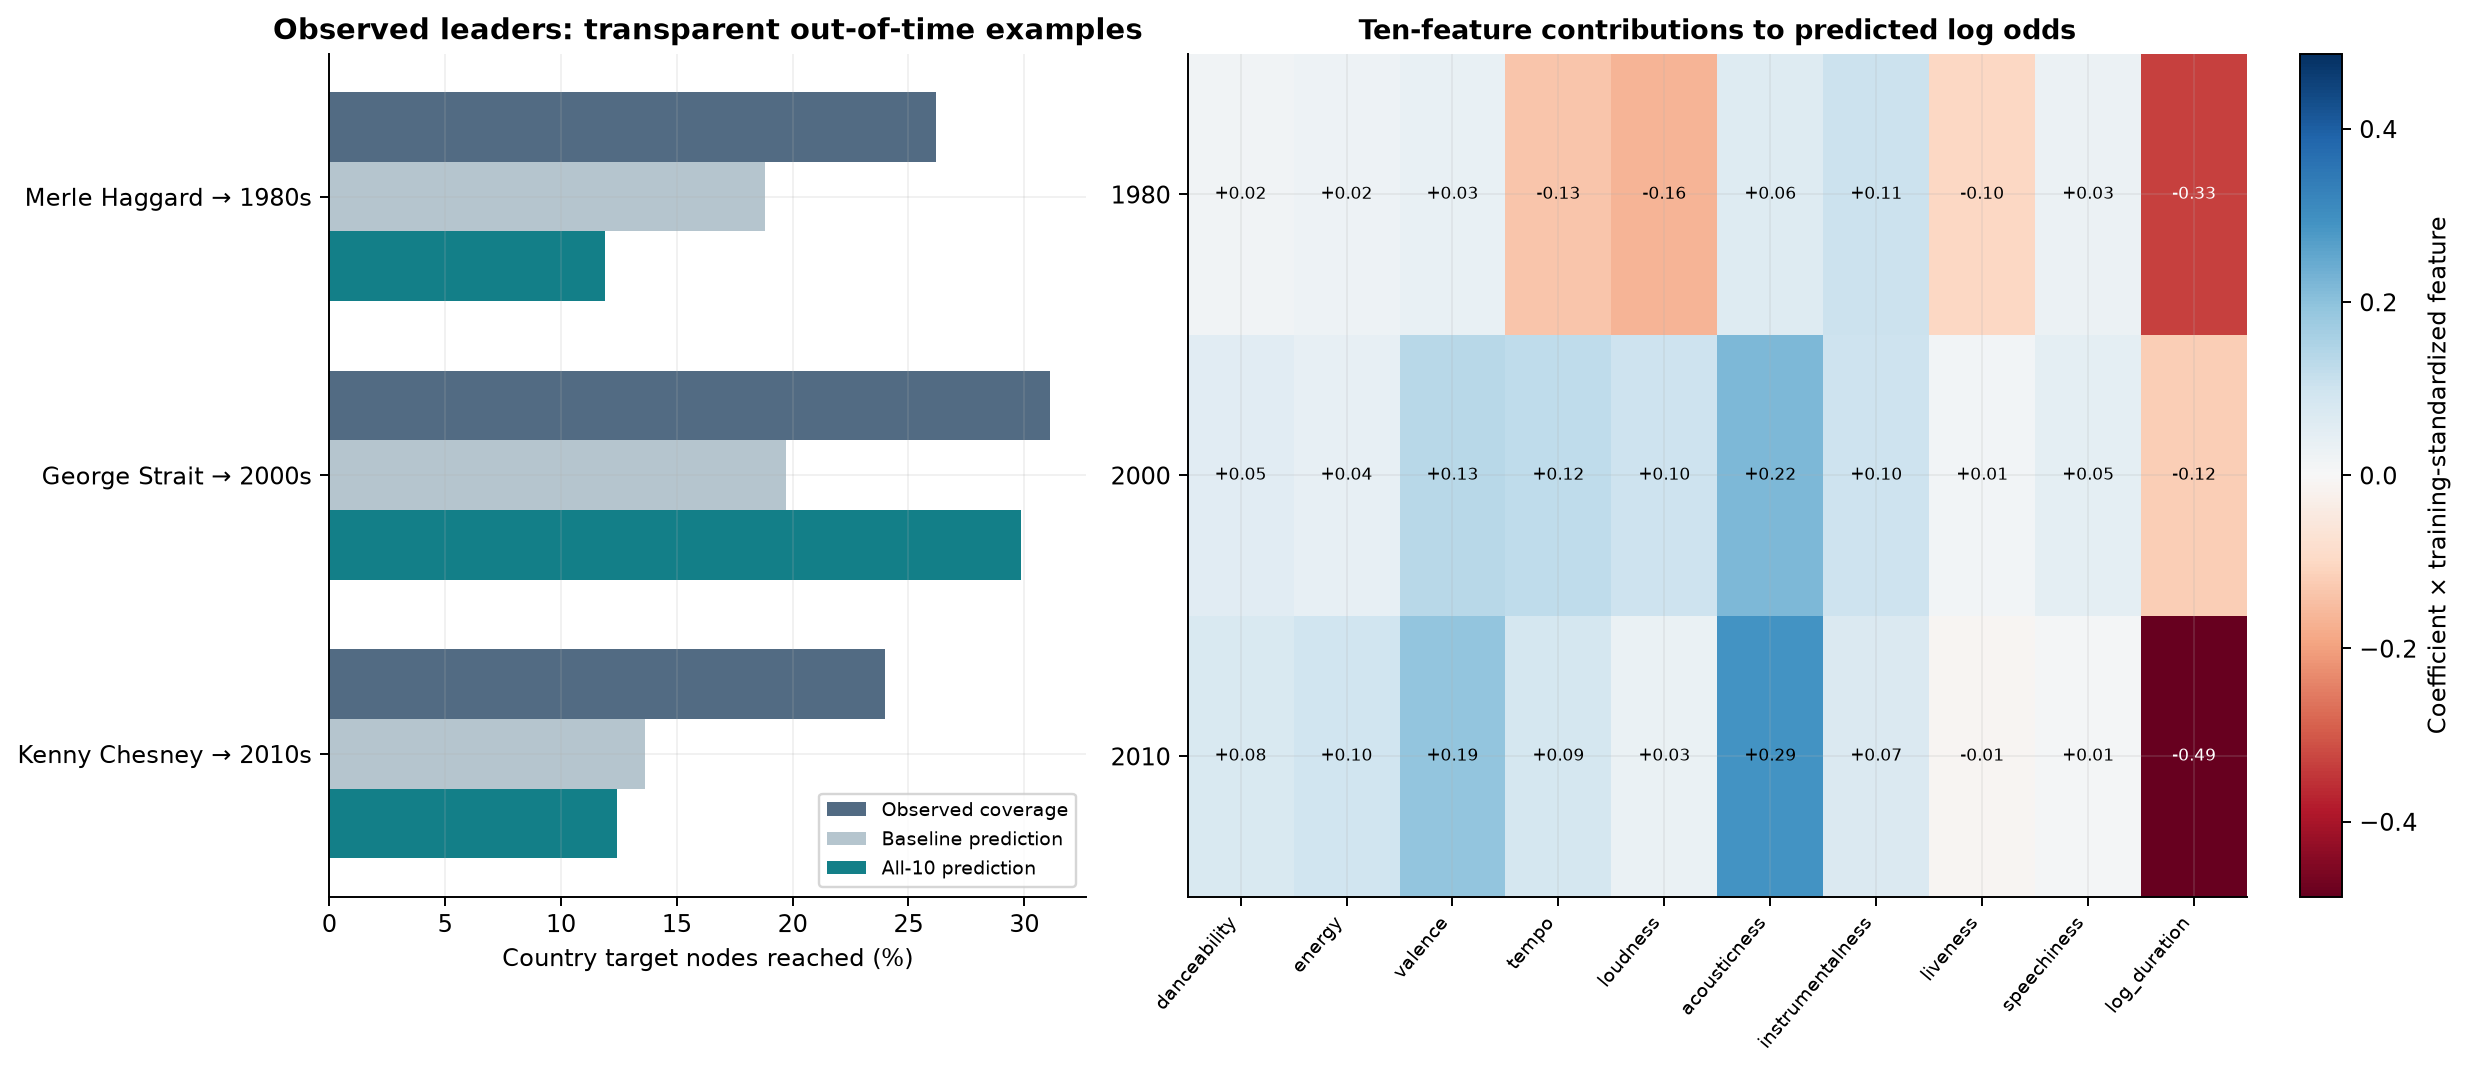 Observed leaders: transparent out-of-time examples
Merle Haggard → 1980s
George Strait → 2000s
Kenny Chesney → 2010s
Observed coverage
Baseline prediction
All-10 prediction
0 5 10 15 20 25 30
Country target nodes reached (%)
Ten-feature contributions to predicted log odds
1980 +0.02 +0.02 +0.03 -0.13 -0.16 +0.06 +0.11 -0.10 +0.03 -0.33
2000 +0.05 +0.04 +0.13 +0.12 +0.10 +0.22 +0.10 +0.01 +0.05 -0.12
2010 +0.08 +0.10 +0.19 +0.09 +0.03 +0.29 +0.07 -0.01 +0.01 -0.49
danceability
energy
valence
tempo
loudness
acousticness
instrumentalness
liveness
speechiness
log_duration
0.4
0.2
0.0
−0.2
−0.4
Coefficient × training-standardized feature